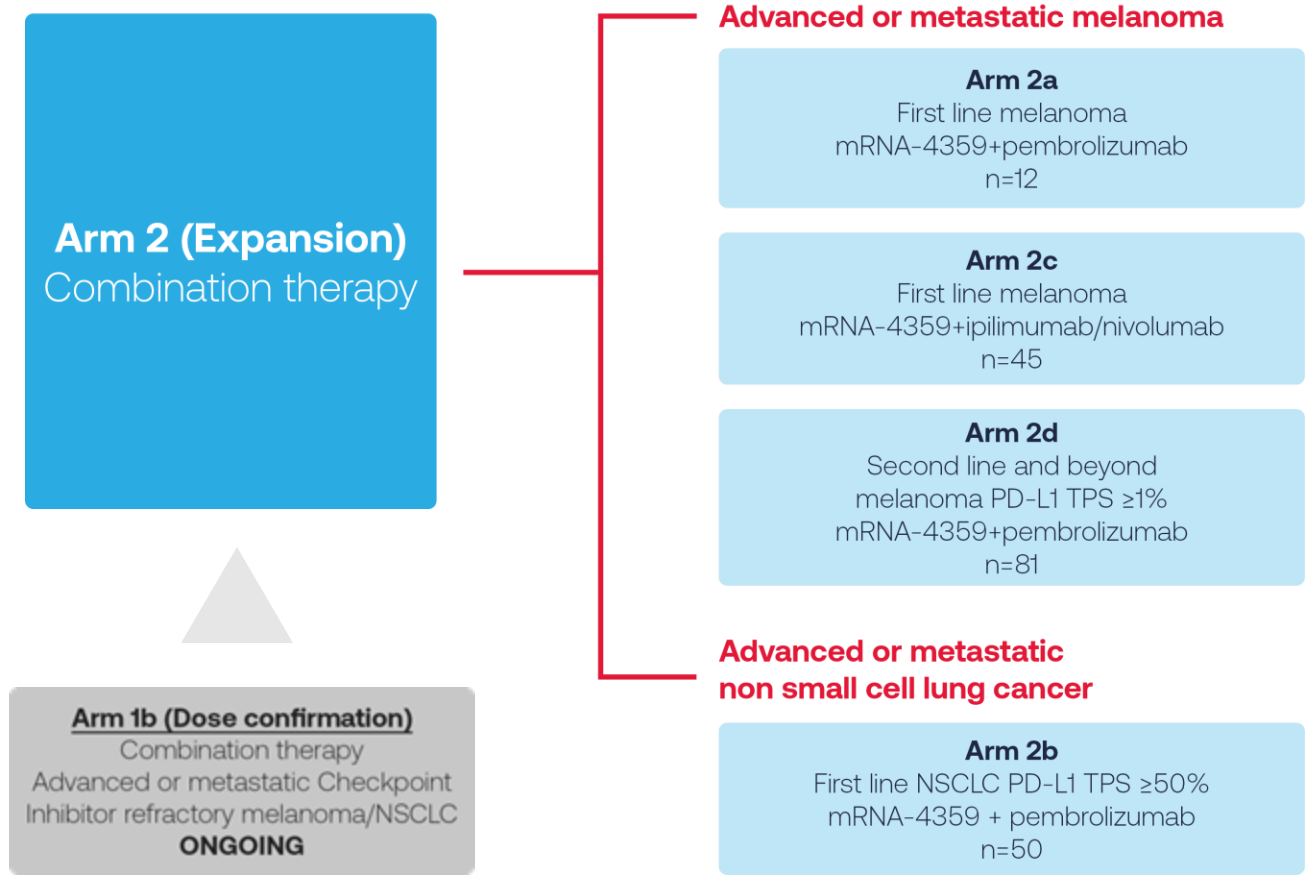 Arm 2 (Expansion)
Combination therapy
Arm 1b (Dose confirmation)
Combination therapy
Advanced or metastatic Checkpoint
Inhibitor refractory melanoma/NSCLC
ONGOING
Advanced or metastatic melanoma
Arm 2a
First line melanoma
mRNA-4359+pembrolizumab
n=12
Arm 2c
First line melanoma
mRNA-4359+ipilimumab/nivolumab
n=45
Arm 2d
Second line and beyond
melanoma PD-L1 TPS ≥1%
mRNA-4359+pembrolizumab
n=81
Advanced or metastatic
non small cell lung cancer
Arm 2b
First line NSCLC PD-L1 TPS ≥50%
mRNA-4359 + pembrolizumab
n=50